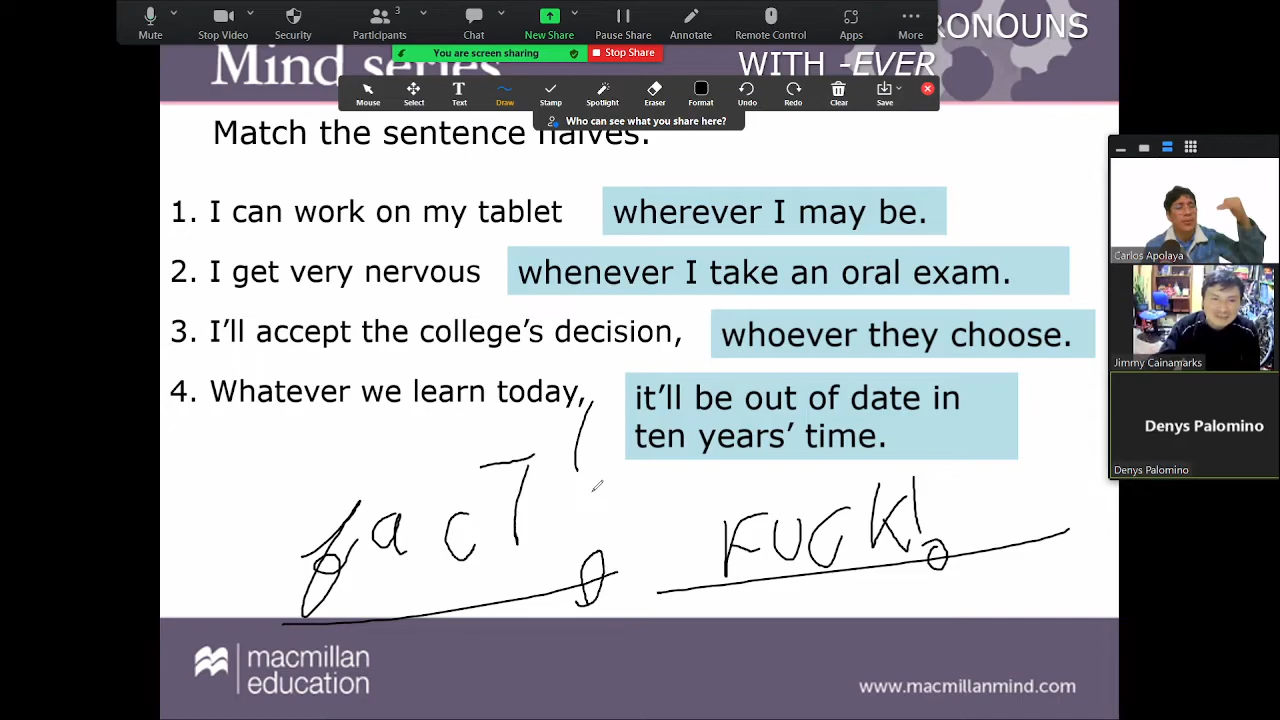 3
Mute Stop Video Security Participants Chat New Share Pause Share Annotate Remote Control Apps More
RONOUNS
You are screen sharing Stop Share
Mind series
WITH -EVER
Mouse Select Text Draw Stamp Spotlight Eraser Format Undo Redo Clear Save
Who can see what you share here?
Match the sentence halves.
1. I can work on my tablet wherever I may be.
2. I get very nervous whenever I take an oral exam.
3. I'll accept the college's decision, whoever they choose.
4. Whatever we learn today, it'll be out of date in
ten years' time.
facT! FUCK!
Carlos Apolaya
Jimmy Cainamarks
Denys Palomino
Denys Palomino
macmillan
education
www.macmillanmind.com